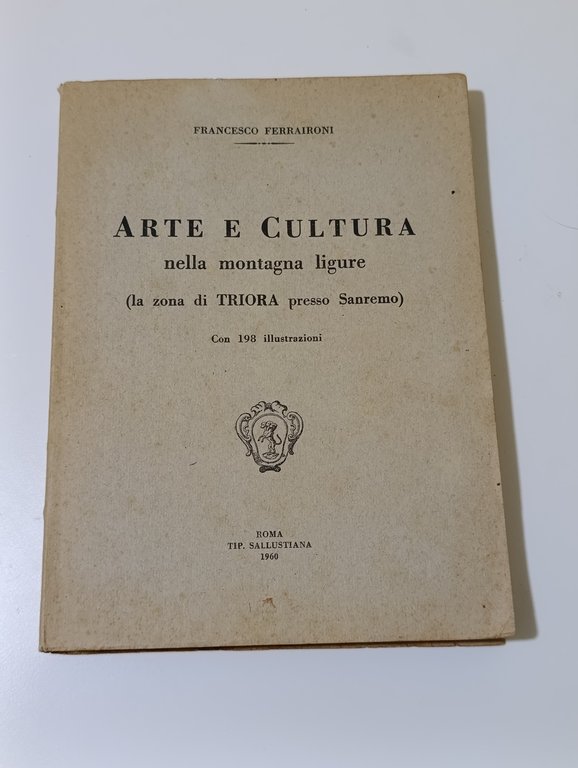 FRANCESCO FERRAIRONI
ARTE E CULTURA
nella montagna ligure
(la zona di TRIORA presso Sanremo)
Con 198 illustrazioni
ROMA
TIP. SALLUSTIANA
1960